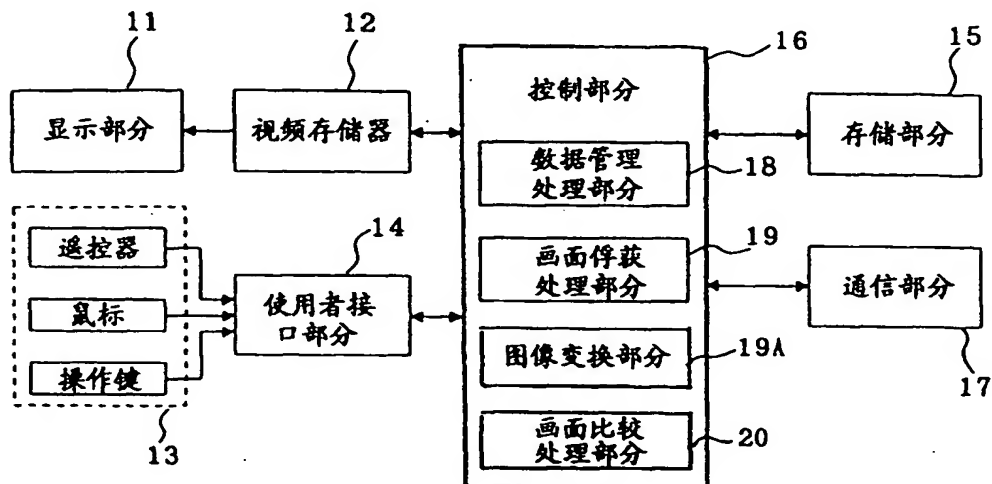 11
12
16
15
显示部分
视频存储器
控制部分
存储部分
数据管理
处理部分
18
14
遥控器
鼠标
操作键
使用者接
口部分
画面俘获
处理部分
19
通信部分
图像变换部分
19A
17
画面比较
处理部分
20
13